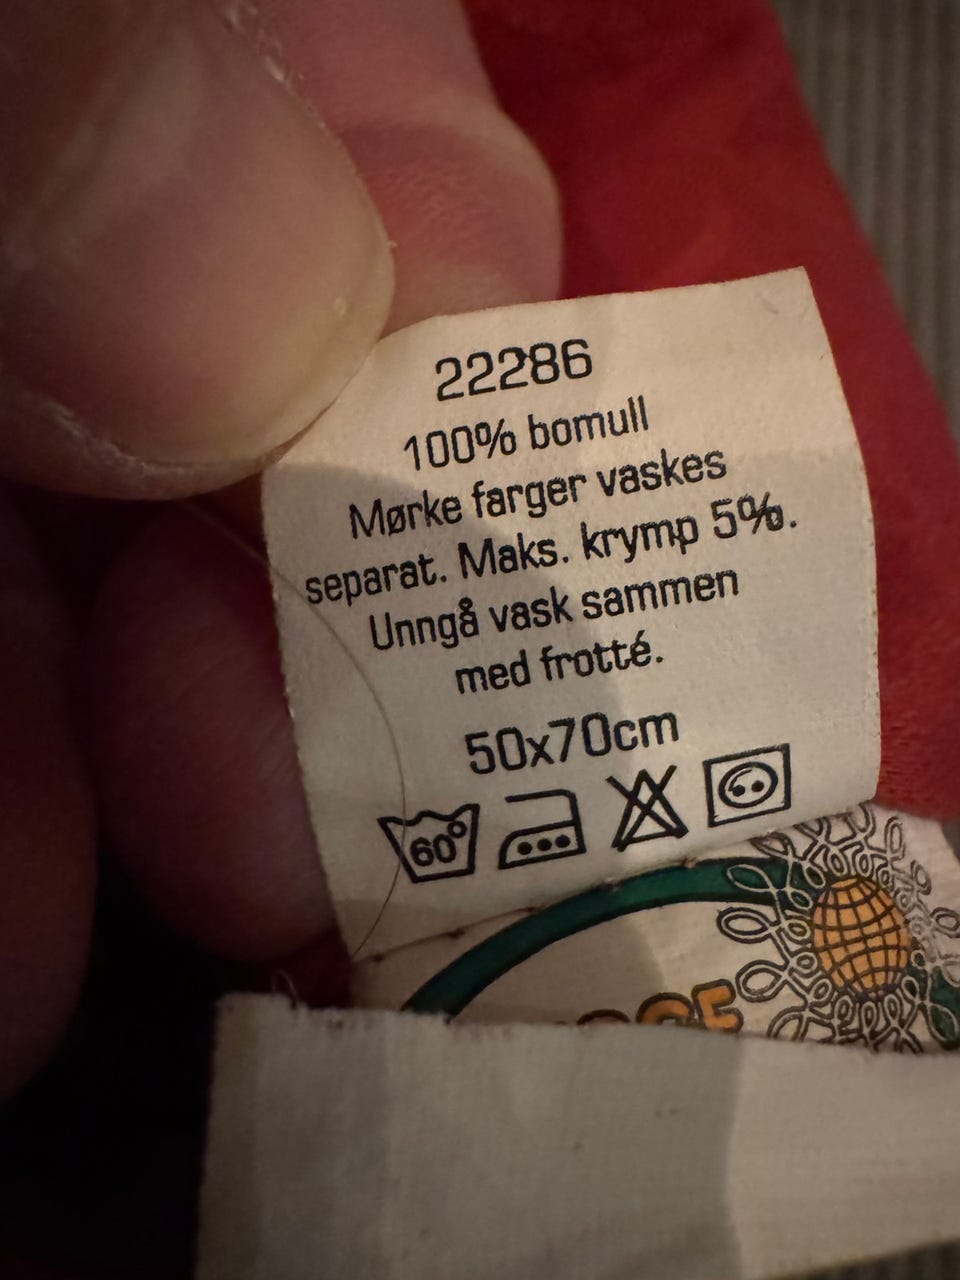 22286
100% bomull
Mørke farger vaskes
separat. Maks. krymp 5%.
Unngå vask sammen
med frotté.
50x70cm
60°